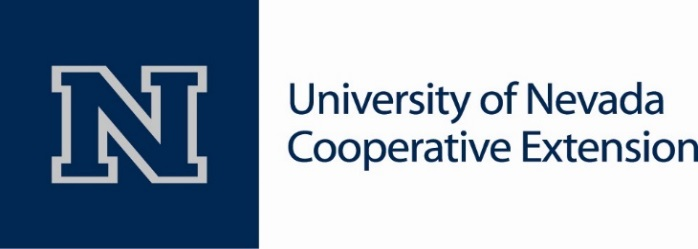 N
University of Nevada
Cooperative Extension